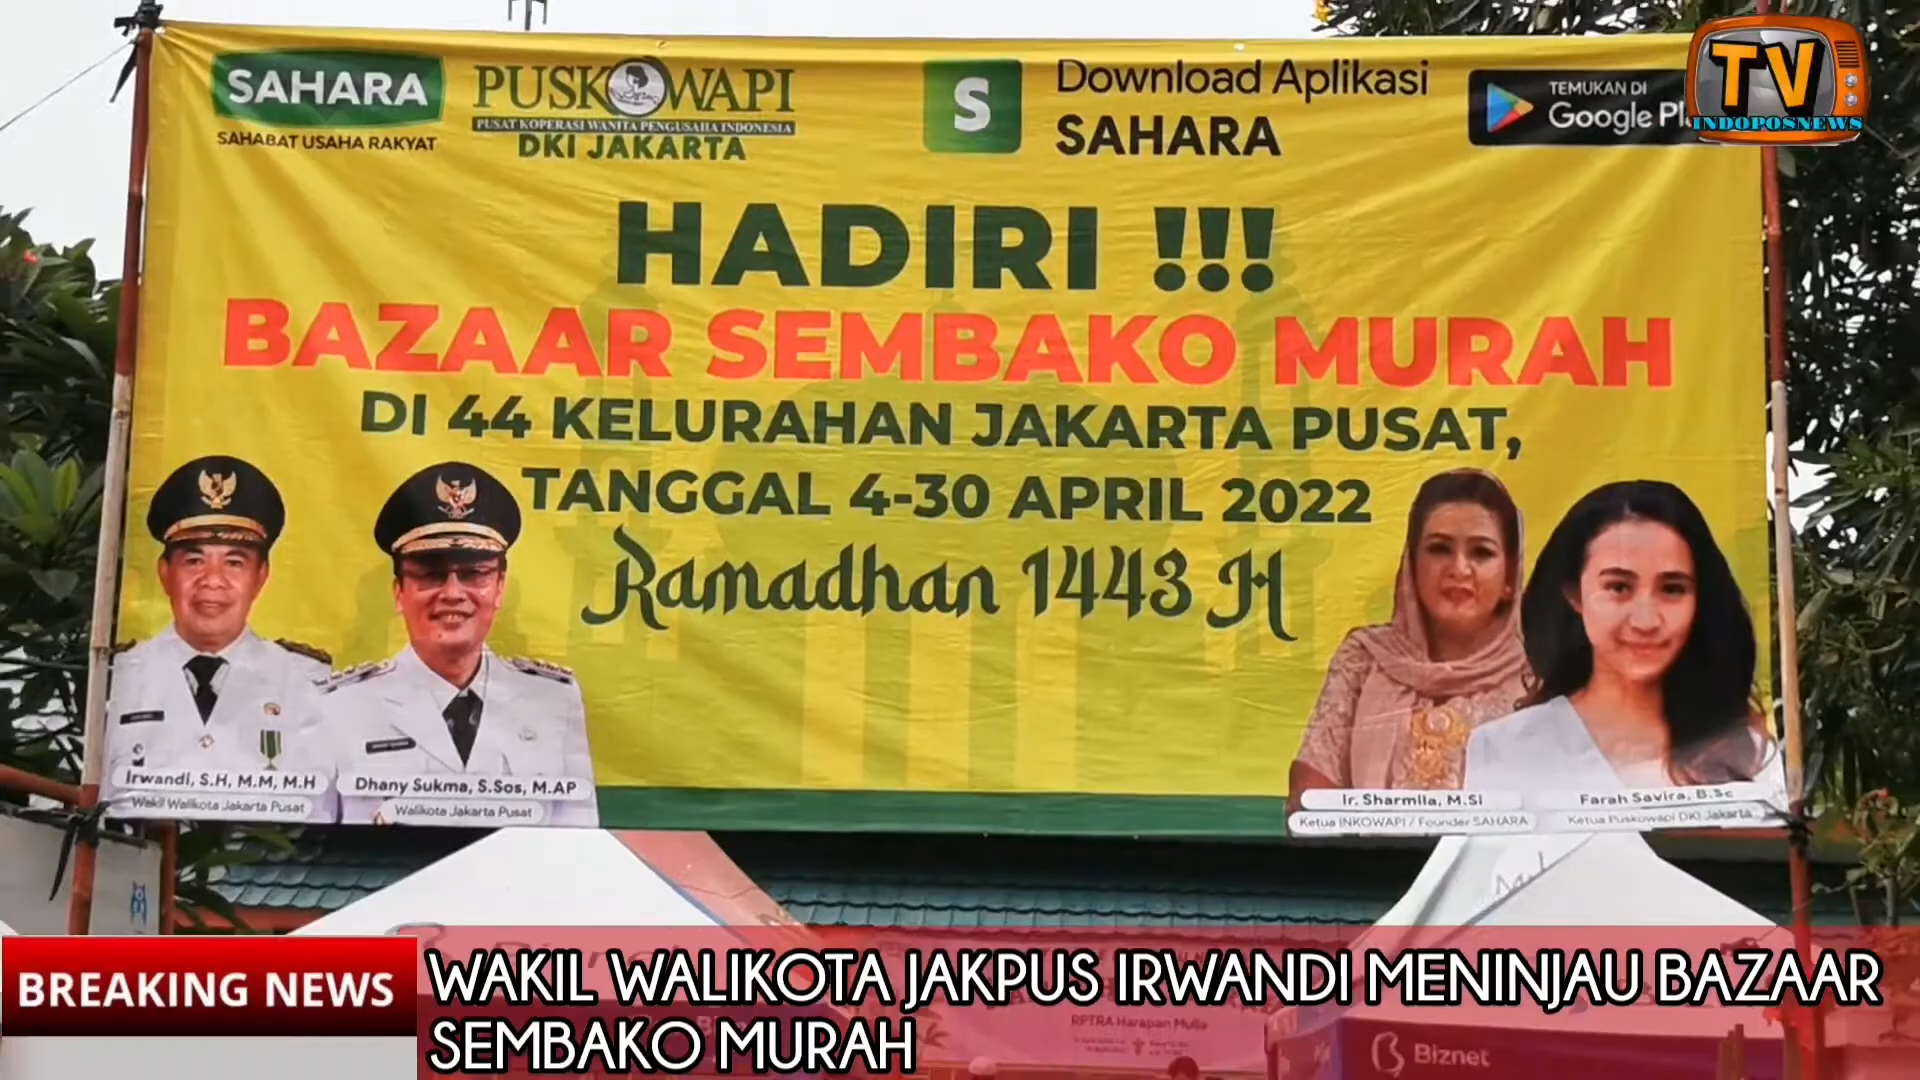 SAHARA
SAHABAT USAHA RAKYAT
PUSKOWAPI
PUSAT KOPERASI WANITA PENGUSAHA INDONESIA
DKI JAKARTA
S
Download Aplikasi
SAHARA
TEMUKAN DI
Google Pl
TV
INDOPOSNEWS
HADIRI !!!
BAZAAR SEMBAKO MURAH
DI 44 KELURAHAN JAKARTA PUSAT,
TANGGAL 4-30 APRIL 2022
Ramadhan 1443 H
Irwandi, S.H, M.M, M.H
Wakil Walikota Jakarta Pusat
Dhany Sukma, S.Sos, M.AP
Walikota Jakarta Pusat
Ir. Sharmila, M.Si
Ketua INKOWAPI / Founder SAHARA
Farah Savira, B.Sc
Ketua Puskowapi DKI Jakarta
BREAKING NEWS
WAKIL WALIKOTA JAKPUS IRWANDI MENINJAU BAZAAR
SEMBAKO MURAH
RPTRA Harapan Mulia
Biznet